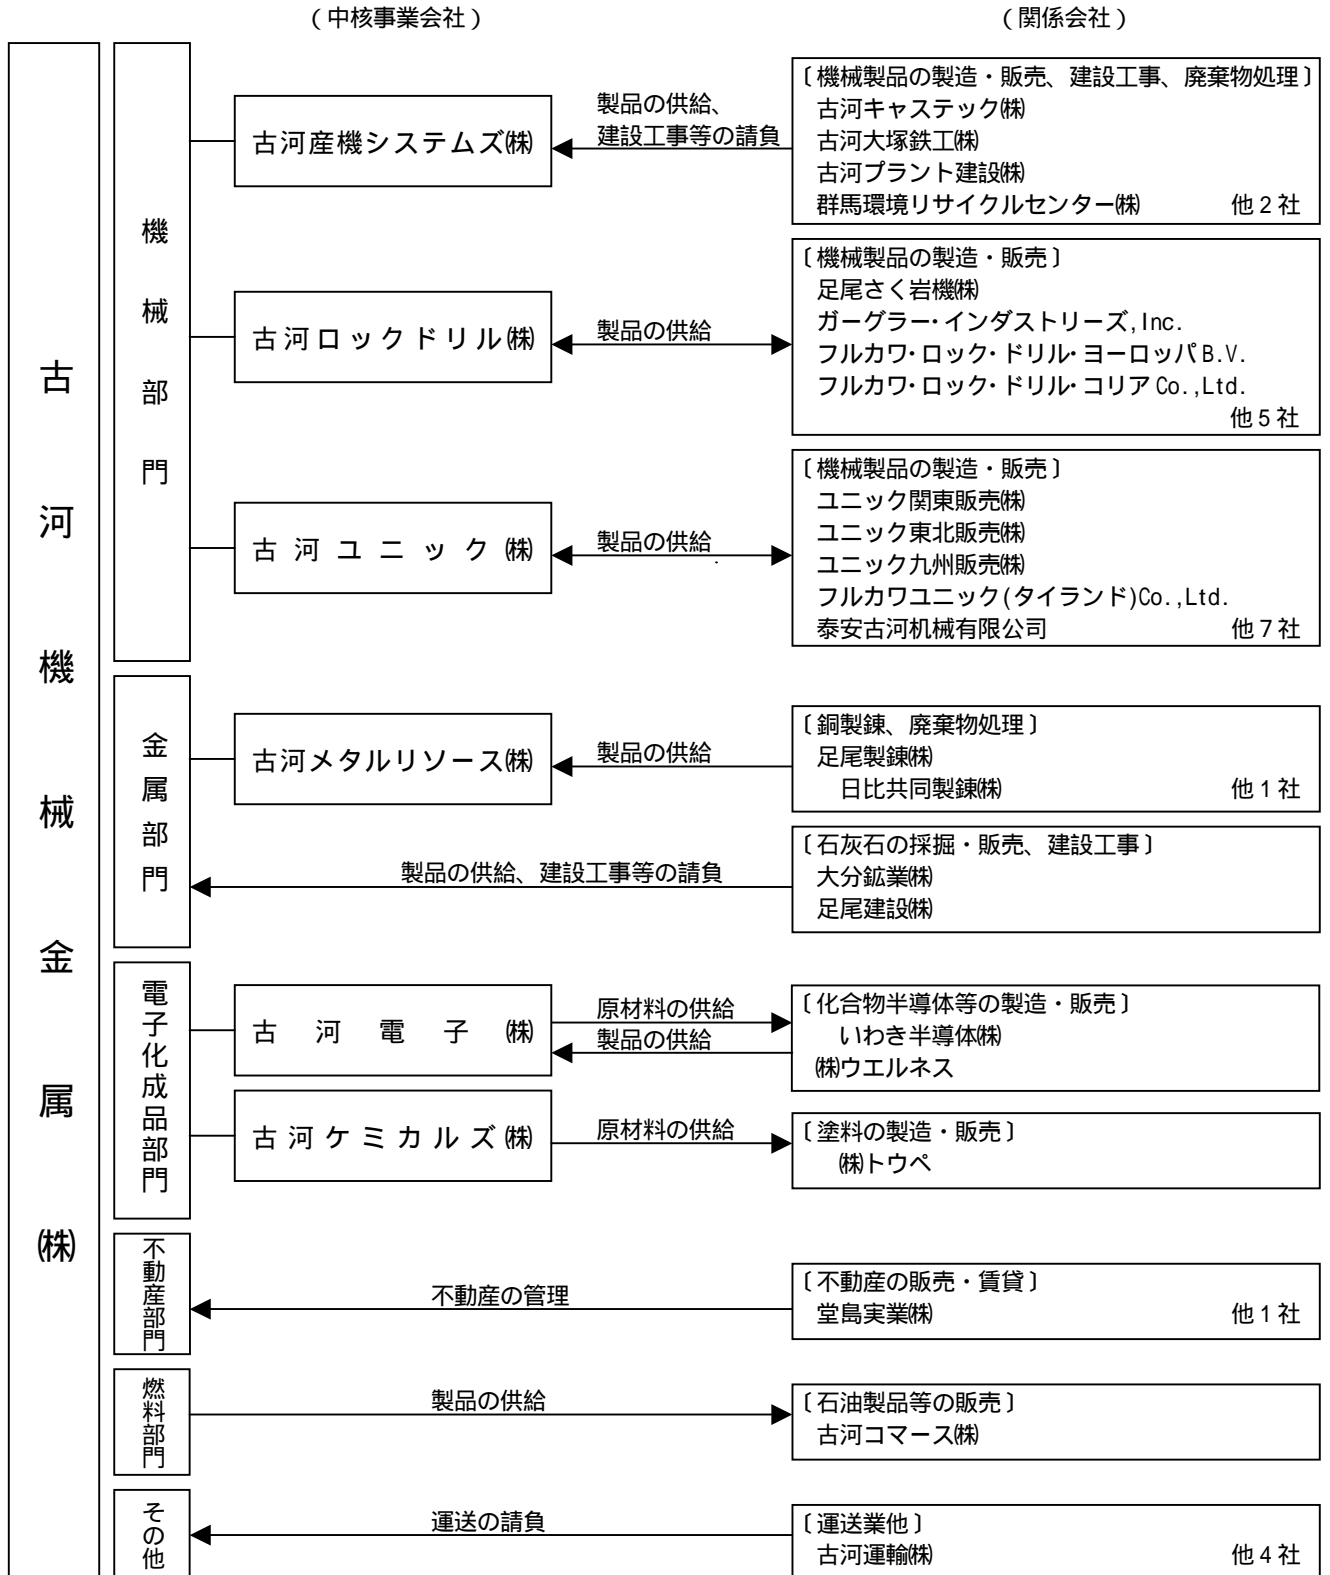 (中核事業会社)
(関係会社)
古河機械金属㈱
機械部門
古河産機システムズ㈱
製品の供給、
建設工事等の請負
〔機械製品の製造・販売、建設工事、廃棄物処理〕
古河キャステック㈱
古河大塚鉄工㈱
古河プラント建設㈱
群馬環境リサイクルセンター㈱ 他2社
古河ロックドリル㈱
製品の供給
〔機械製品の製造・販売〕
足尾さく岩機㈱
ガーグラー・インダストリーズ,Inc.
フルカワ・ロック・ドリル・ヨーロッパB.V.
フルカワ・ロック・ドリル・コリアCo.,Ltd.
他5社
古河ユニック㈱
製品の供給
〔機械製品の製造・販売〕
ユニック関東販売㈱
ユニック東北販売㈱
ユニック九州販売㈱
フルカワユニック(タイランド)Co.,Ltd.
泰安古河机械有限公司 他7社
金属部門
古河メタルリソース㈱
製品の供給
〔銅製錬、廃棄物処理〕
足尾製錬㈱
日比共同製錬㈱ 他1社
製品の供給、建設工事等の請負
〔石灰石の採掘・販売、建設工事〕
大分鉱業㈱
足尾建設㈱
電子化成品部門
古河電子㈱
原材料の供給
製品の供給
〔化合物半導体等の製造・販売〕
いわき半導体㈱
㈱ウエルネス
古河ケミカルズ㈱
原材料の供給
〔塗料の製造・販売〕
㈱トウペ
不動産部門
不動産の管理
〔不動産の販売・賃貸〕
堂島実業㈱ 他1社
燃料部門
製品の供給
〔石油製品等の販売〕
古河コマース㈱
その他
運送の請負
〔運送業他〕
古河運輸㈱ 他4社